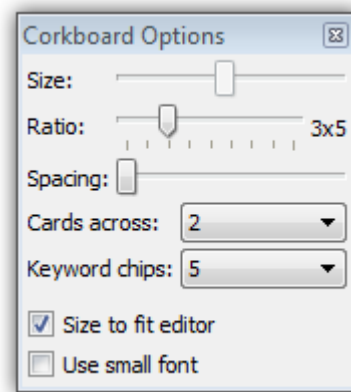 Corkboard Options
Size:
Ratio: 3x5
Spacing:
Cards across: 2
Keyword chips: 5
Size to fit editor
Use small font